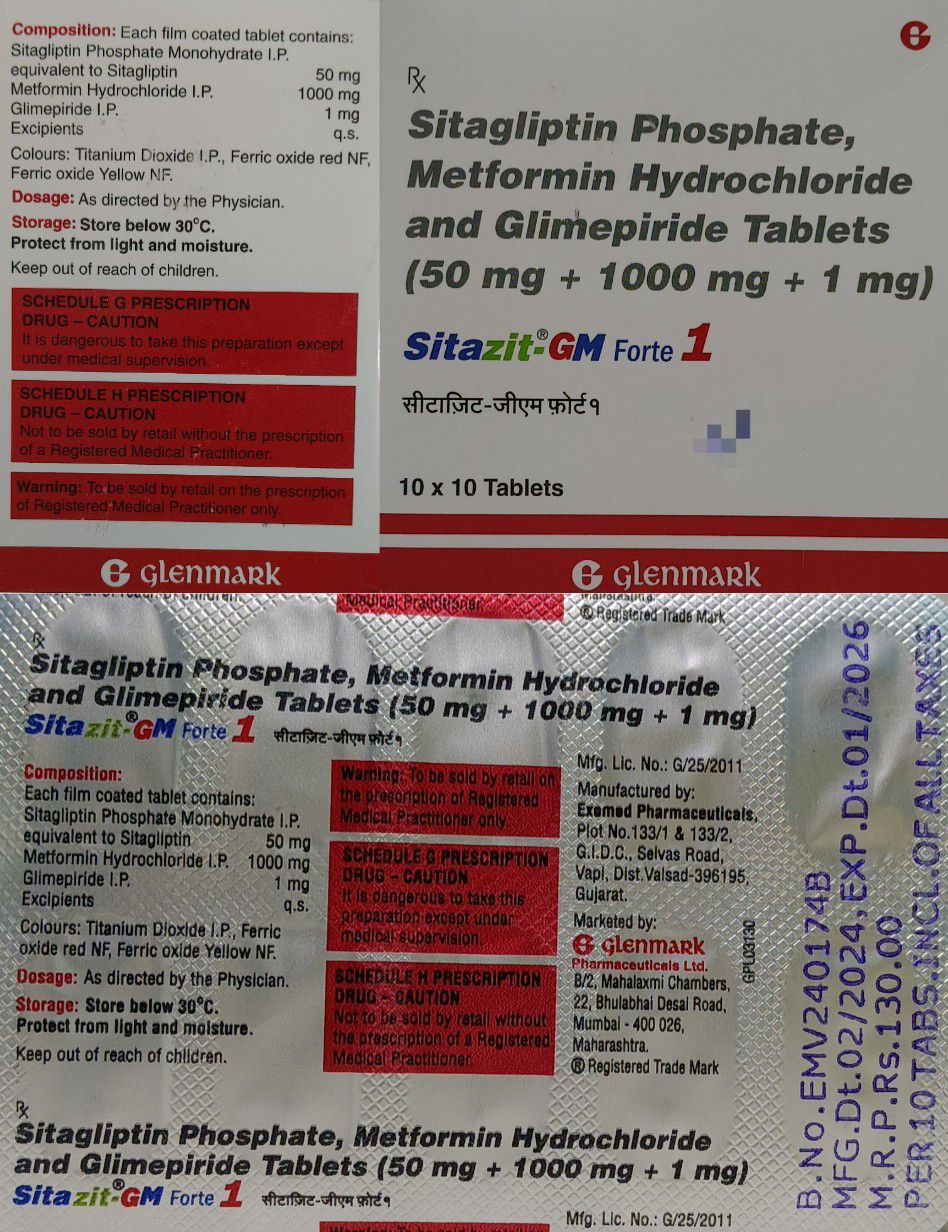 Composition: Each film coated tablet contains:
Sitagliptin Phosphate Monohydrate I.P.
equivalent to Sitagliptin 50 mg
Metformin Hydrochloride I.P. 1000 mg
Glimepiride I.P. 1 mg
Excipients q.s.
Colours: Titanium Dioxide I.P., Ferric oxide red NF,
Ferric oxide Yellow NF.
Dosage: As directed by the Physician.
Storage: Store below 30°C.
Protect from light and moisture.
Keep out of reach of children.
SCHEDULE G PRESCRIPTION
DRUG – CAUTION
It is dangerous to take this preparation except
under medical supervision.
SCHEDULE H PRESCRIPTION
DRUG – CAUTION
Not to be sold by retail without the prescription
of a Registered Medical Practitioner.
Warning: To be sold by retail on the prescription
of Registered Medical Practitioner only.
G GLENMARK
G
Rx
Sitagliptin Phosphate,
Metformin Hydrochloride
and Glimepiride Tablets
(50 mg + 1000 mg + 1 mg)
Sitazit®-GM Forte 1
सीटाज़िट-जीएम फ़ोर्ट १
10 x 10 Tablets
G GLENMARK
Medical Practitioner
® Registered Trade Mark
Rx
Sitagliptin Phosphate, Metformin Hydrochloride
and Glimepiride Tablets (50 mg + 1000 mg + 1 mg)
Sitazit®-GM Forte 1 सीटाज़िट-जीएम फ़ोर्ट १
Composition:
Each film coated tablet contains:
Sitagliptin Phosphate Monohydrate I.P.
equivalent to Sitagliptin 50 mg
Metformin Hydrochloride I.P. 1000 mg
Glimepiride I.P. 1 mg
Excipients q.s.
Colours: Titanium Dioxide I.P., Ferric
oxide red NF, Ferric oxide Yellow NF.
Dosage: As directed by the Physician.
Storage: Store below 30°C.
Protect from light and moisture.
Keep out of reach of children.
Warning: To be sold by retail on
the prescription of Registered
Medical Practitioner only.
SCHEDULE G PRESCRIPTION
DRUG – CAUTION
It is dangerous to take this
preparation except under
medical supervision.
SCHEDULE H PRESCRIPTION
DRUG – CAUTION
Not to be sold by retail without
the prescription of a Registered
Medical Practitioner.
Mfg. Lic. No.: G/25/2011
Manufactured by:
Exemed Pharmaceuticals,
Plot No.133/1 & 133/2,
G.I.D.C., Selvas Road,
Vapi, Dist.Valsad-396195,
Gujarat.
Marketed by:
G GLENMARK
Pharmaceuticals Ltd.
B/2, Mahalaxmi Chambers,
22, Bhulabhai Desai Road,
Mumbai - 400 026,
Maharashtra.
® Registered Trade Mark
GPL03130
B.No.EMV240174B
MFG.Dt.02/2024,EXP.Dt.01/2026
M.R.P.Rs.130.00
PER 10 TABS.INCL.OF ALL TAXES
Rx
Sitagliptin Phosphate, Metformin Hydrochloride
and Glimepiride Tablets (50 mg + 1000 mg + 1 mg)
Sitazit®-GM Forte 1 सीटाज़िट-जीएम फ़ोर्ट १
Mfg. Lic. No.: G/25/2011